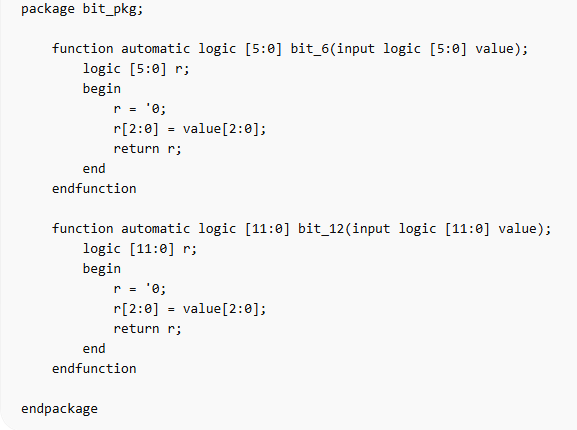 package bit_pkg;
function automatic logic [5:0] bit_6(input logic [5:0] value);
logic [5:0] r;
begin
r = '0;
r[2:0] = value[2:0];
return r;
end
endfunction
function automatic logic [11:0] bit_12(input logic [11:0] value);
logic [11:0] r;
begin
r = '0;
r[2:0] = value[2:0];
return r;
end
endfunction
endpackage